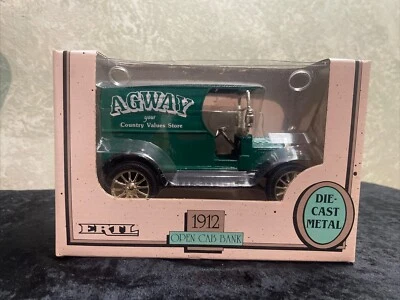 AGWAY
your
Country Values Store
ERTL
1912
OPEN CAB BANK
DIE-
CAST
METAL